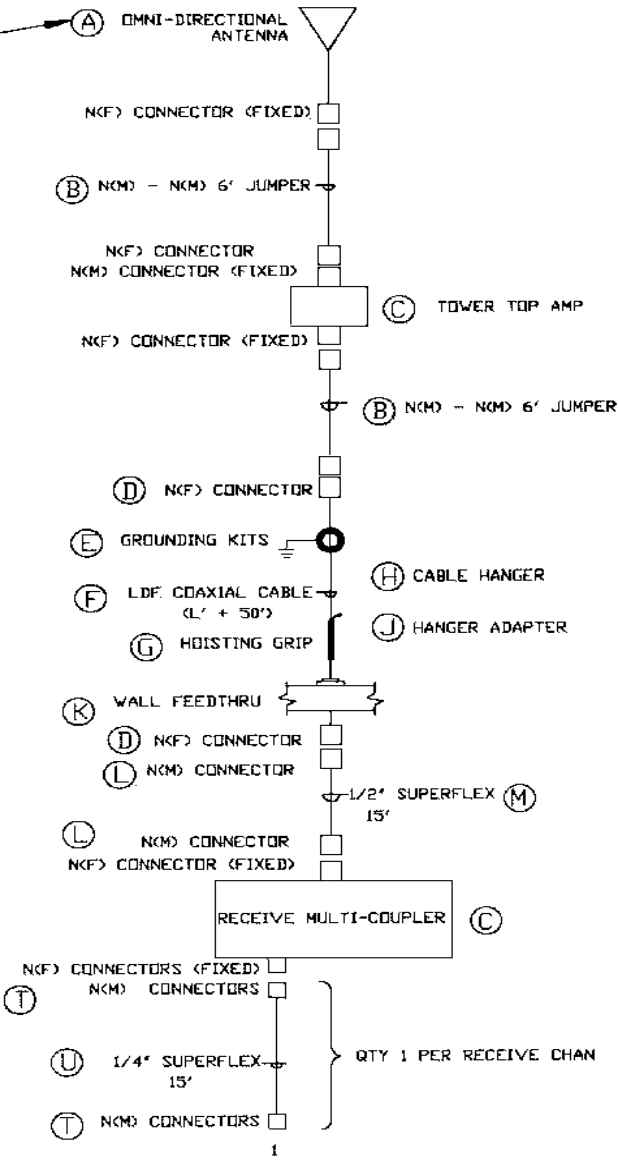 A OMNI-DIRECTIONAL
ANTENNA
N(F) CONNECTOR (FIXED)
B N(M) - N(M) 6' JUMPER
N(F) CONNECTOR
N(M) CONNECTOR (FIXED)
C TOWER TOP AMP
N(F) CONNECTOR (FIXED)
B N(M) - N(M) 6' JUMPER
D N(F) CONNECTOR
E GROUNDING KITS
H CABLE HANGER
F LDF COAXIAL CABLE
(L' + 50')
J HANGER ADAPTER
G HOISTING GRIP
K WALL FEEDTHRU
D N(F) CONNECTOR
L N(M) CONNECTOR
1/2" SUPERFLEX M
15'
L N(M) CONNECTOR
N(F) CONNECTOR (FIXED)
RECEIVE MULTI-COUPLER C
N(F) CONNECTORS (FIXED)
T N(M) CONNECTORS
QTY 1 PER RECEIVE CHAN
U 1/4" SUPERFLEX
15'
T N(M) CONNECTORS
1